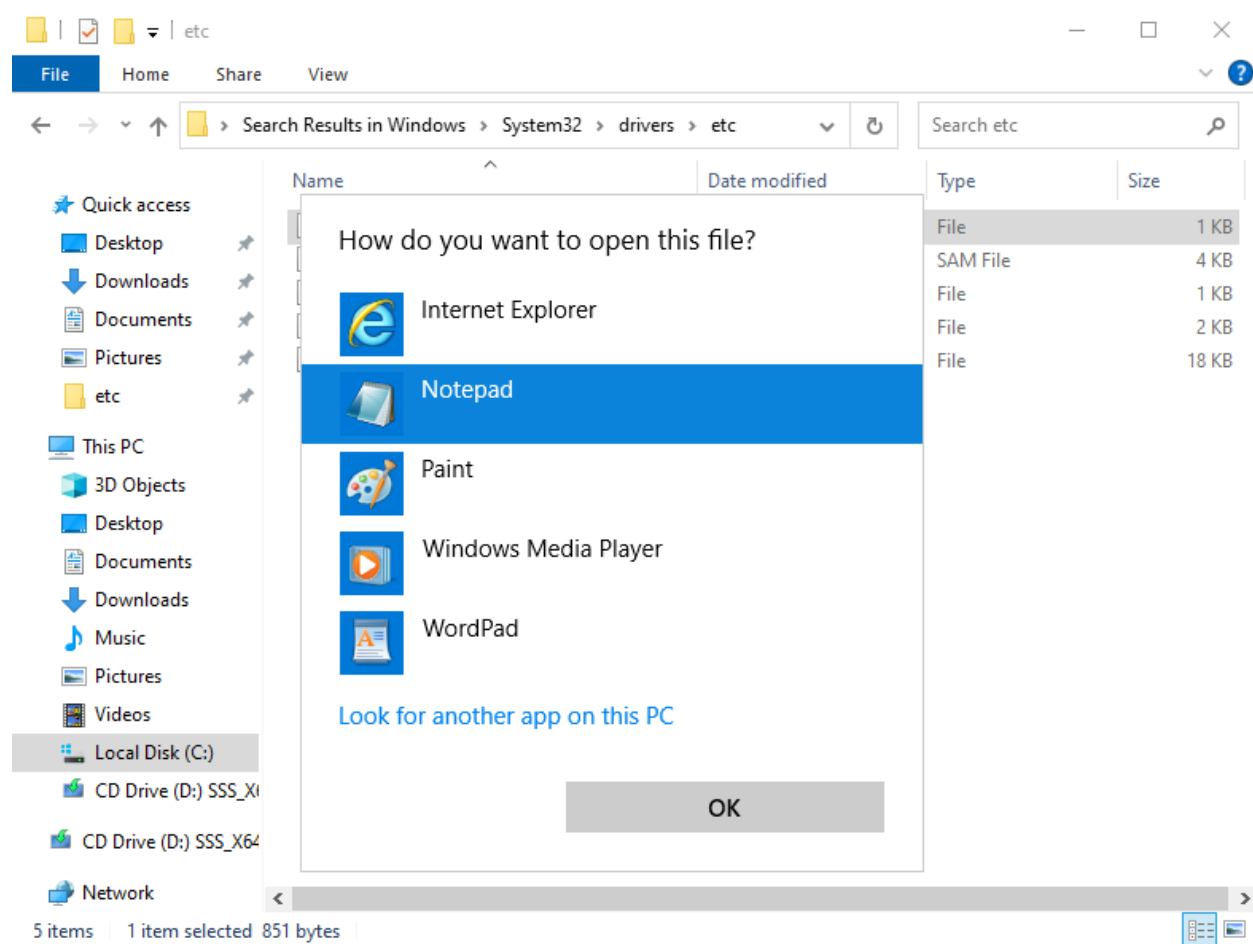 etc
File Home Share View
Search Results in Windows System32 drivers etc
Search etc
Name Date modified Type Size
Quick access
Desktop
Downloads
Documents
Pictures
etc
This PC
3D Objects
Desktop
Documents
Downloads
Music
Pictures
Videos
Local Disk (C:)
CD Drive (D:) SSS_X6
CD Drive (D:) SSS_X64
Network
File 1 KB
SAM File 4 KB
File 1 KB
File 2 KB
File 18 KB
How do you want to open this file?
Internet Explorer
Notepad
Paint
Windows Media Player
WordPad
Look for another app on this PC
OK
5 items 1 item selected 851 bytes